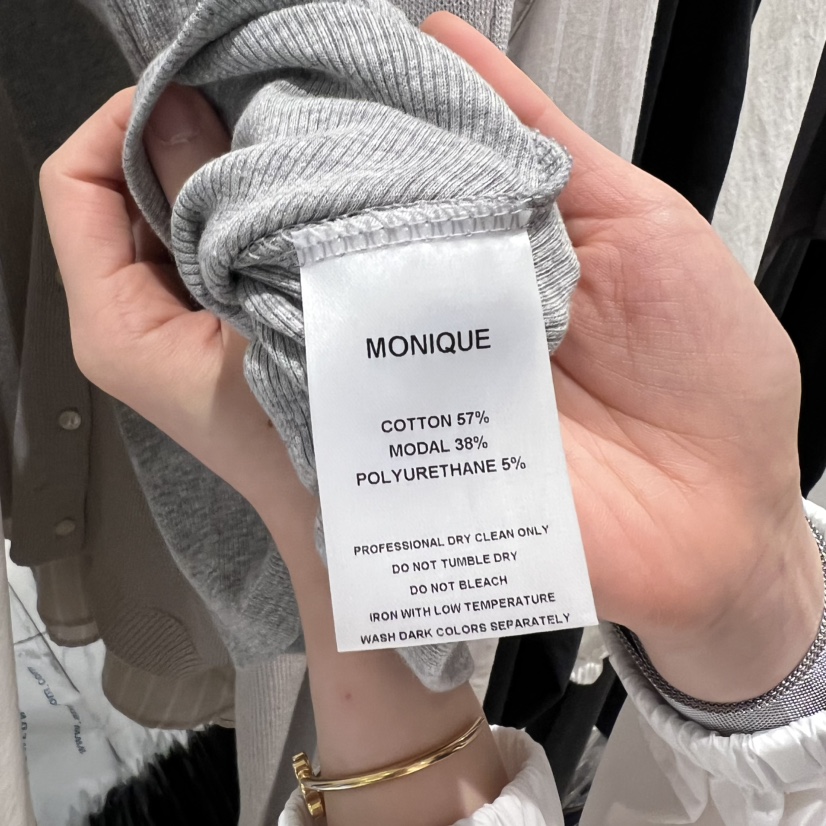 MONIQUE
COTTON 57%
MODAL 38%
POLYURETHANE 5%
PROFESSIONAL DRY CLEAN ONLY
DO NOT TUMBLE DRY
DO NOT BLEACH
IRON WITH LOW TEMPERATURE
WASH DARK COLORS SEPARATELY